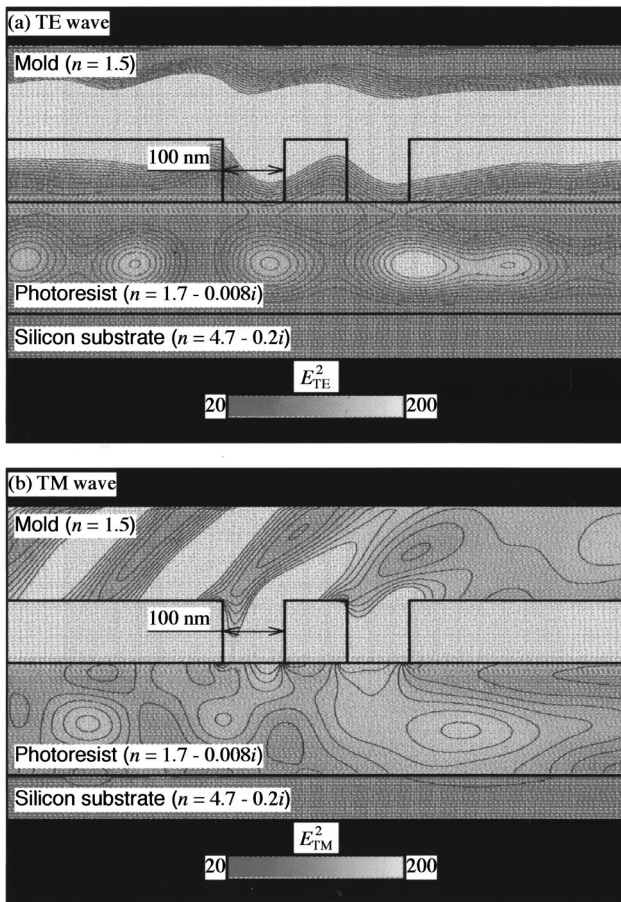 (a) TE wave
Mold (n = 1.5)
100 nm
Photoresist (n = 1.7 - 0.008i)
Silicon substrate (n = 4.7 - 0.2i)
E²TE
20 200
(b) TM wave
Mold (n = 1.5)
100 nm
Photoresist (n = 1.7 - 0.008i)
Silicon substrate (n = 4.7 - 0.2i)
E²TM
20 200